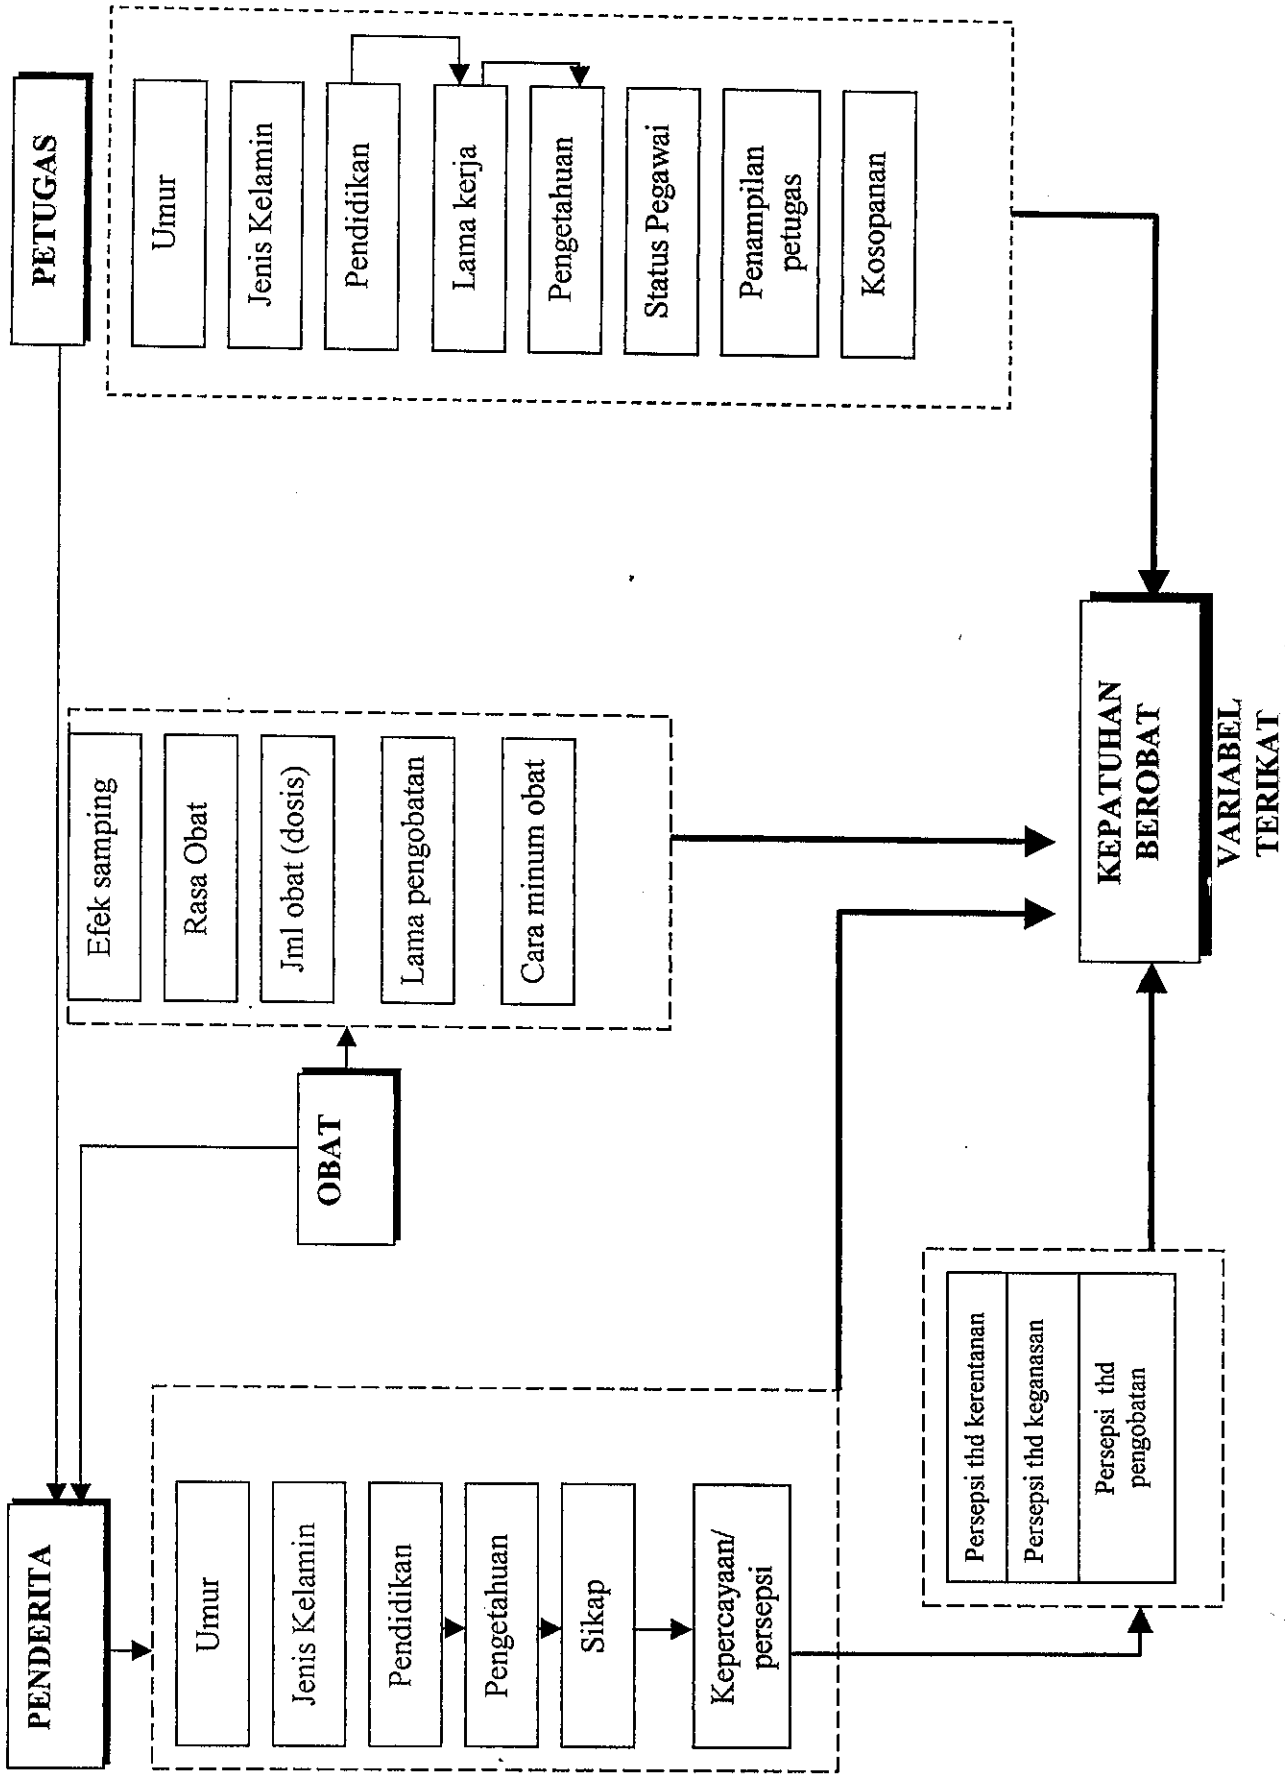 PENDERITA
Umur
Jenis Kelamin
Pendidikan
Pengetahuan
Sikap
Kepercayaan/
persepsi
Persepsi thd kerentanan
Persepsi thd keganasan
Persepsi thd
pengobatan
OBAT
Efek samping
Rasa Obat
Jml obat (dosis)
Lama pengobatan
Cara minum obat
PETUGAS
Umur
Jenis Kelamin
Pendidikan
Lama kerja
Pengetahuan
Status Pegawai
Penampilan
petugas
Kosopanan
KEPATUHAN
BEROBAT
VARIABEL
TERIKAT